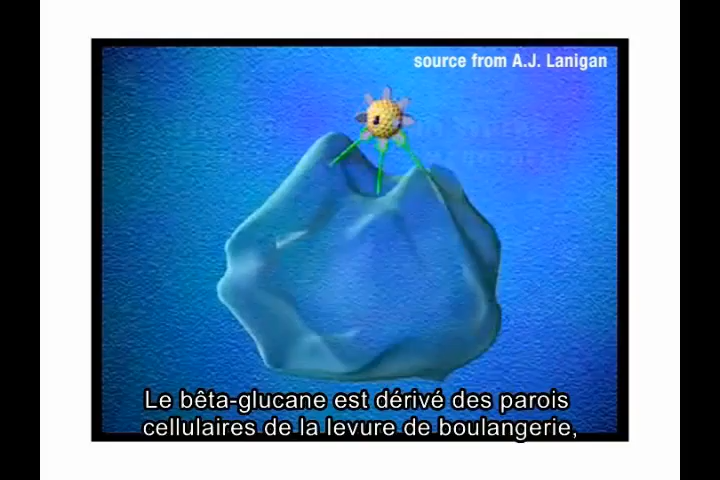 source from A.J. Lanigan
Le bêta-glucane est dérivé des parois
cellulaires de la levure de boulangerie,